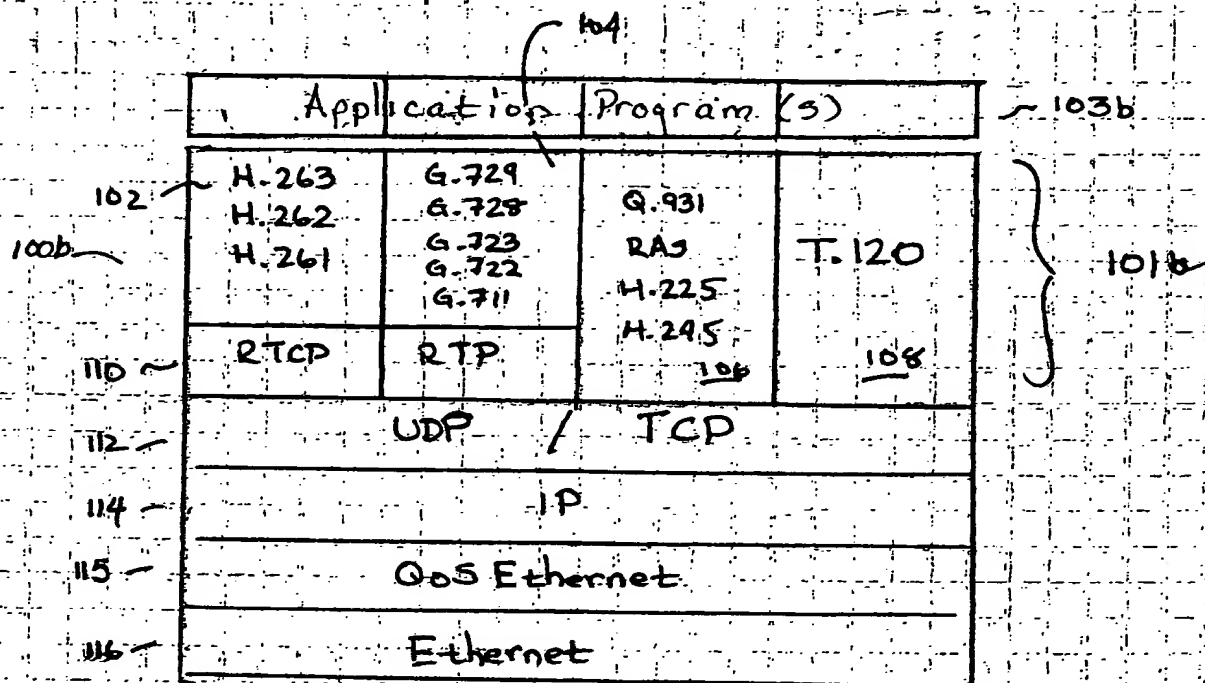 104
Application Program (s)
103b
102
H.263
H.262
H.261
G.729
G.728
G.723
G.722
G.711
Q.931
RAS
H.225
H.245
106
T.120
108
100b
101b
110
RTCP
RTP
112
UDP / TCP
114
IP
115
QoS Ethernet
116
Ethernet